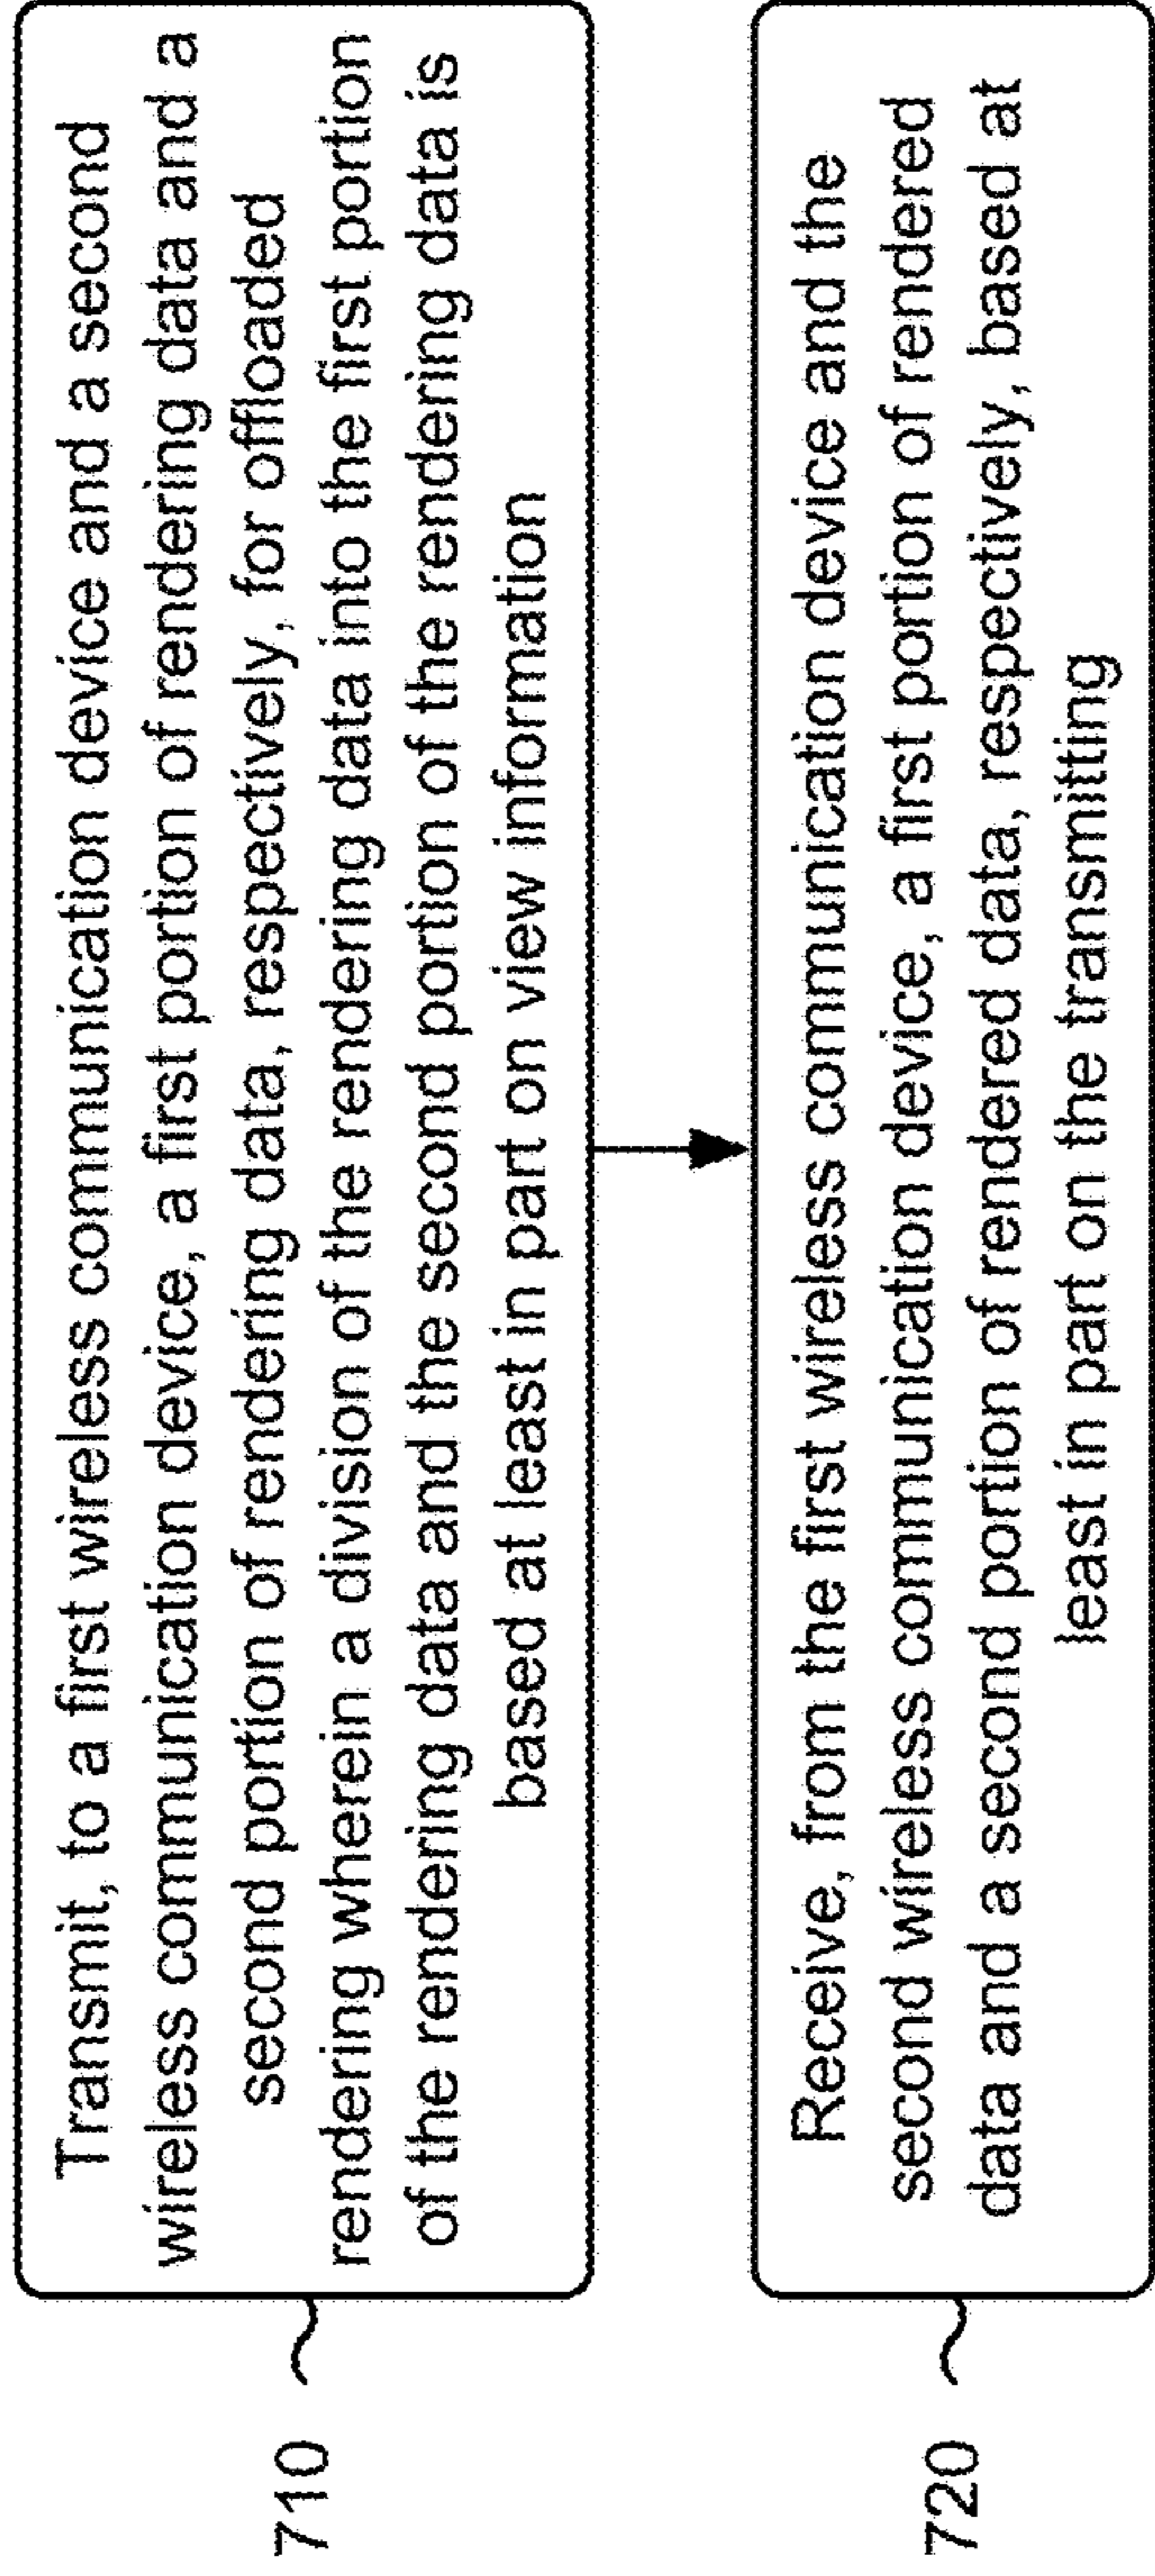 710
Transmit, to a first wireless communication device and a second
wireless communication device, a first portion of rendering data and a
second portion of rendering data, respectively, for offloaded
rendering wherein a division of the rendering data into the first portion
of the rendering data and the second portion of the rendering data is
based at least in part on view information
720
Receive, from the first wireless communication device and the
second wireless communication device, a first portion of rendered
data and a second portion of rendered data, respectively, based at
least in part on the transmitting